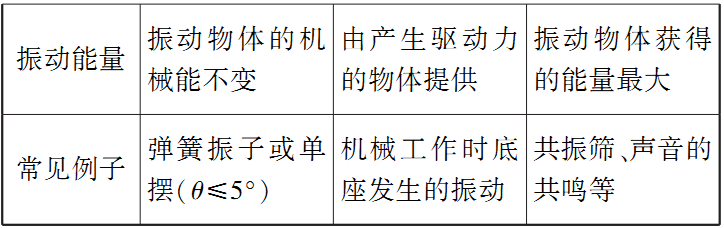 振动能量
振动物体的机
械能不变
由产生驱动力
的物体提供
振动物体获得
的能量最大
常见例子
弹簧振子或单
摆(θ≤5°)
机械工作时底
座发生的振动
共振筛、声音的
共鸣等